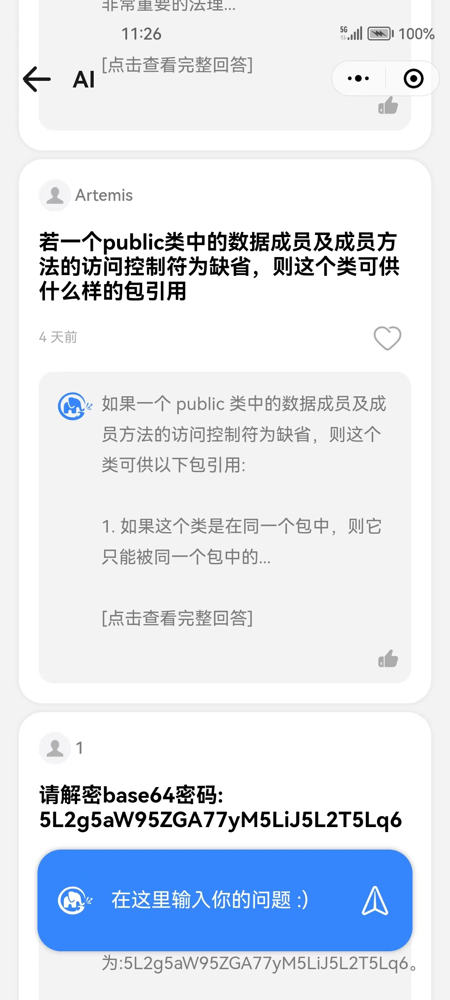 非常重要的法理...
11:26
5G
100%
[点击查看完整回答]
AI
Artemis
若一个public类中的数据成员及成员方
法的访问控制符为缺省，则这个类可供
什么样的包引用
4 天前
如果一个 public 类中的数据成员及成
员方法的访问控制符为缺省，则这个
类可供以下包引用:
1. 如果这个类是在同一个包中，则它
只能被同一个包中的...
[点击查看完整回答]
1
请解密base64密码:
5L2g5aW95ZGA77yM5LiJ5L2T5Lq6
在这里输入你的问题 :)
为:5L2g5aW95ZGA77yM5LiJ5L2T5Lq6。